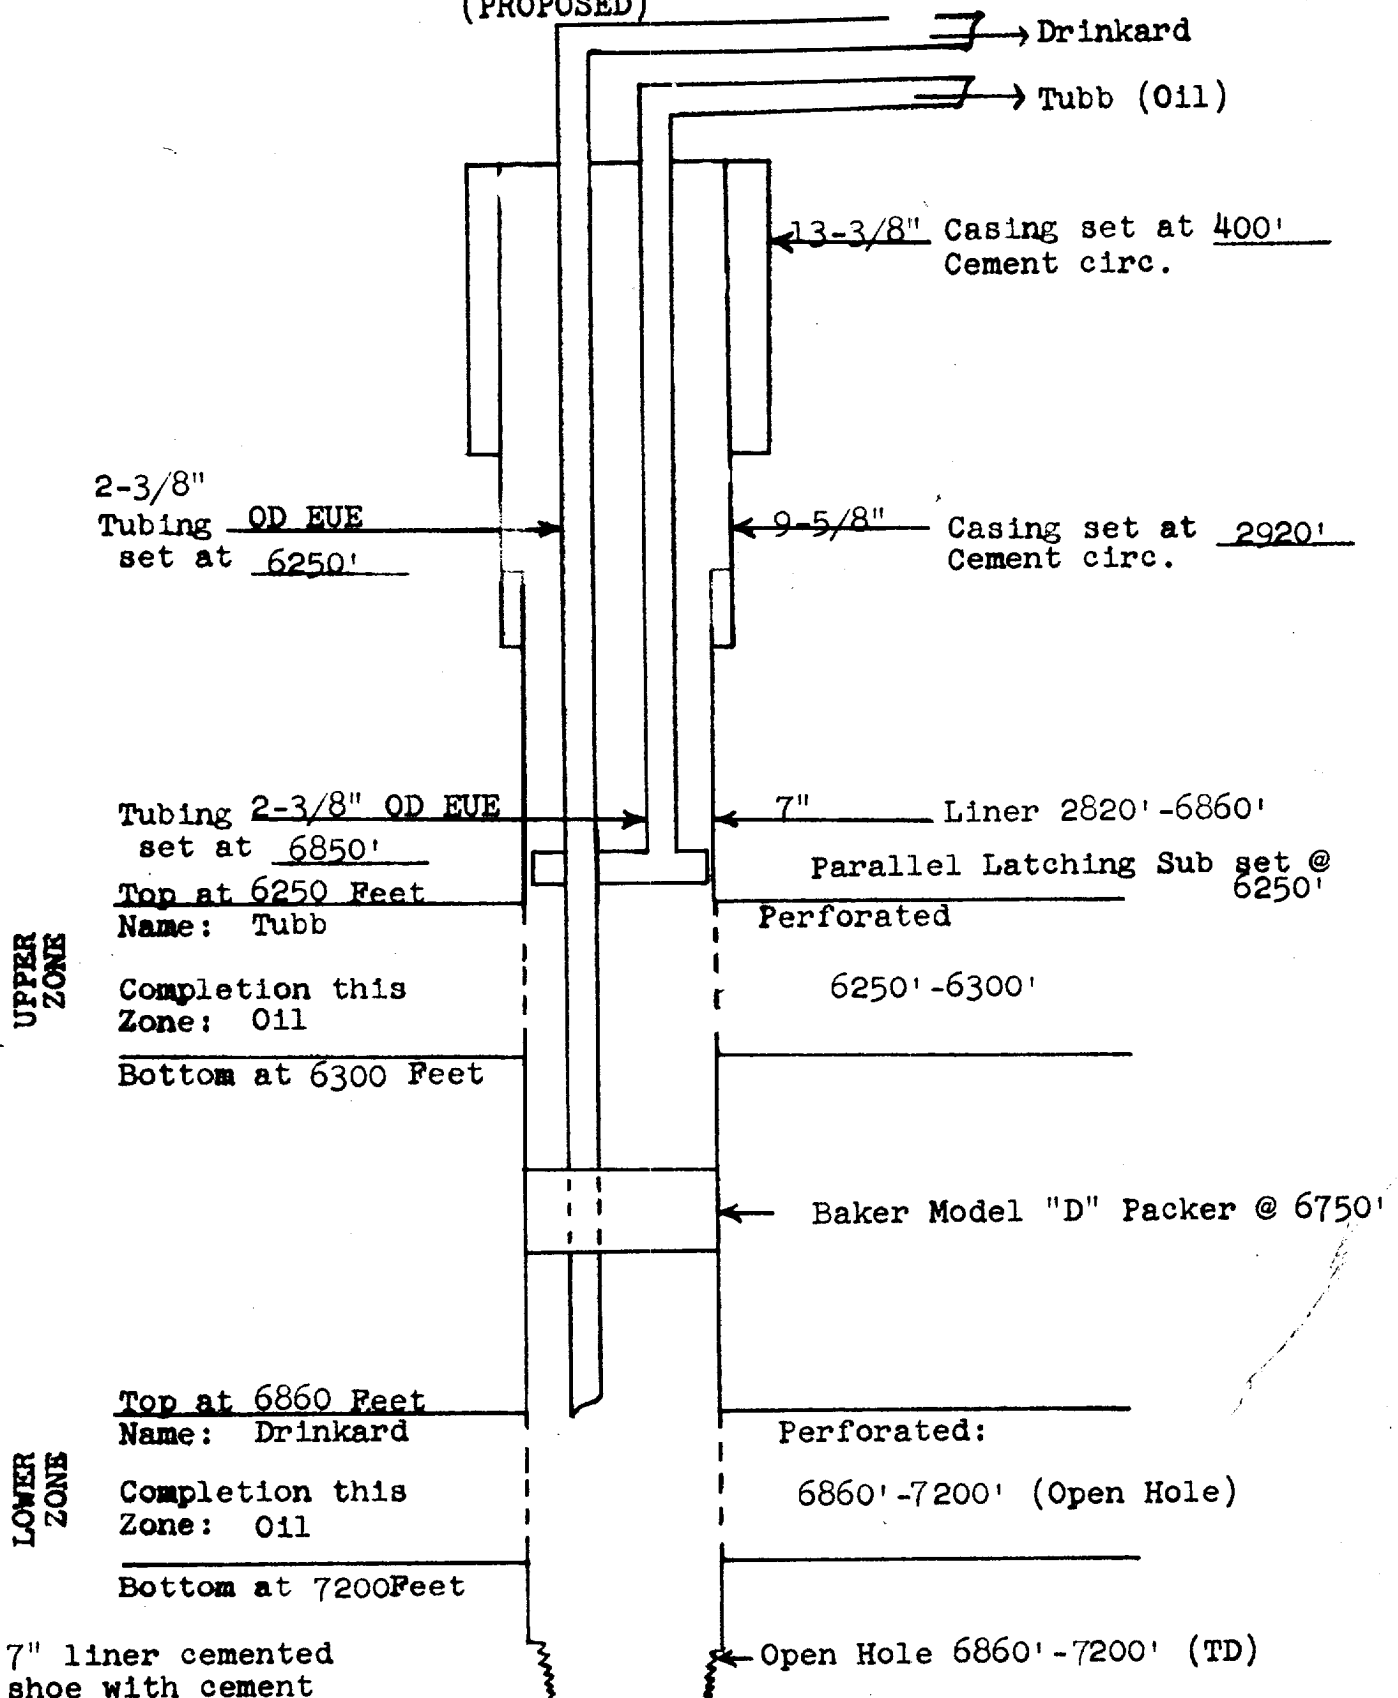 (PROPOSED)
Drinkard
Tubb (Oil)
13-3/8" Casing set at 400'
Cement circ.
2-3/8"
Tubing OD EUE
set at 6250'
9-5/8" Casing set at 2920'
Cement circ.
Tubing 2-3/8" OD EUE
set at 6850'
7" Liner 2820'-6860'
Parallel Latching Sub set @
6250'
Top at 6250 Feet
Name: Tubb
Perforated
UPPER
ZONE
Completion this
Zone: Oil
6250'-6300'
Bottom at 6300 Feet
Baker Model "D" Packer @ 6750'
Top at 6860 Feet
Name: Drinkard
Perforated:
LOWER
ZONE
Completion this
Zone: Oil
6860'-7200' (Open Hole)
Bottom at 7200Feet
7" liner cemented
shoe with cement
Open Hole 6860'-7200' (TD)